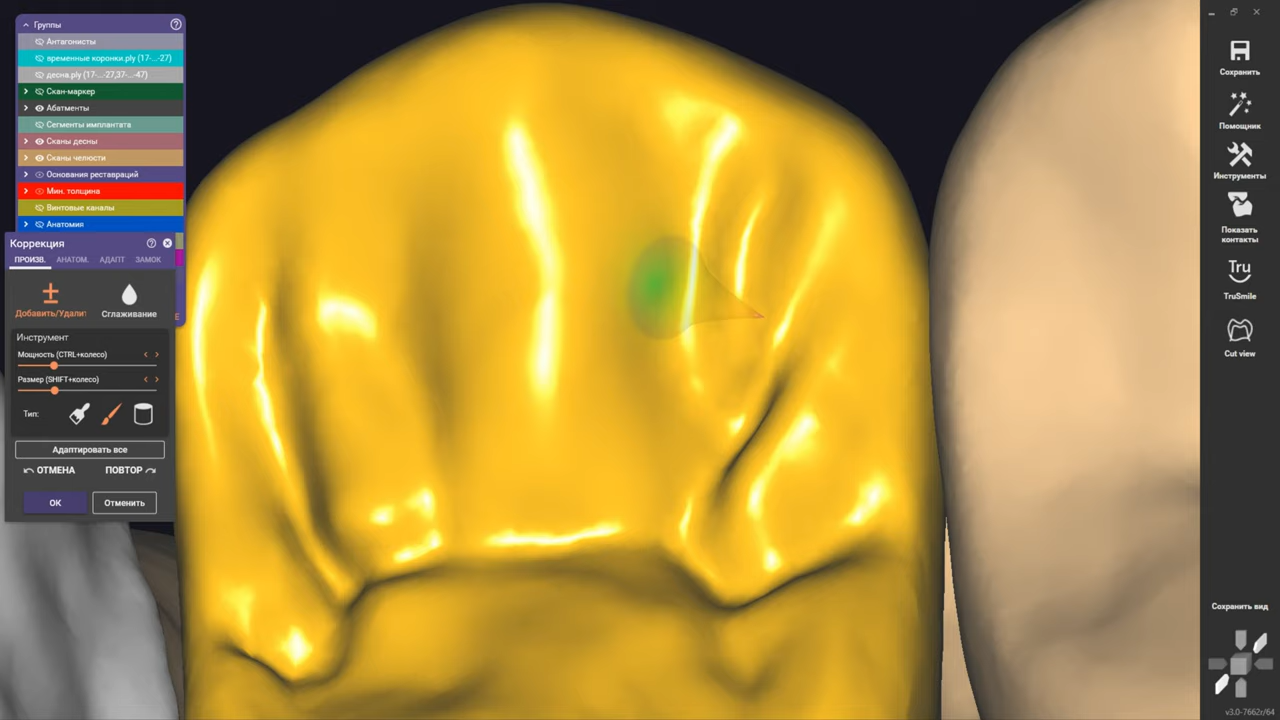 Группы
Антагонисты
временные коронки.ply (17-...-27)
десна.ply (17-...-27,37-...-47)
Скан-маркер
Абатменты
Сегменты имплантата
Сканы десны
Сканы челюсти
Основания реставраций
Мин. толщина
Винтовые каналы
Анатомия
Коррекция
ПРОИЗВ. АНАТОМ. АДАПТ ЗАМОК
Добавить/Удалит Сглаживание
Инструмент
Мощность (CTRL+колесо)
Размер (SHIFT+колесо)
Тип:
Адаптировать все
ОТМЕНА ПОВТОР
ОК Отменить
Сохранить
Помощник
Инструменты
Показать
контакты
Tru
TruSmile
Cut view
Сохранить вид
v3.0-7662r/64